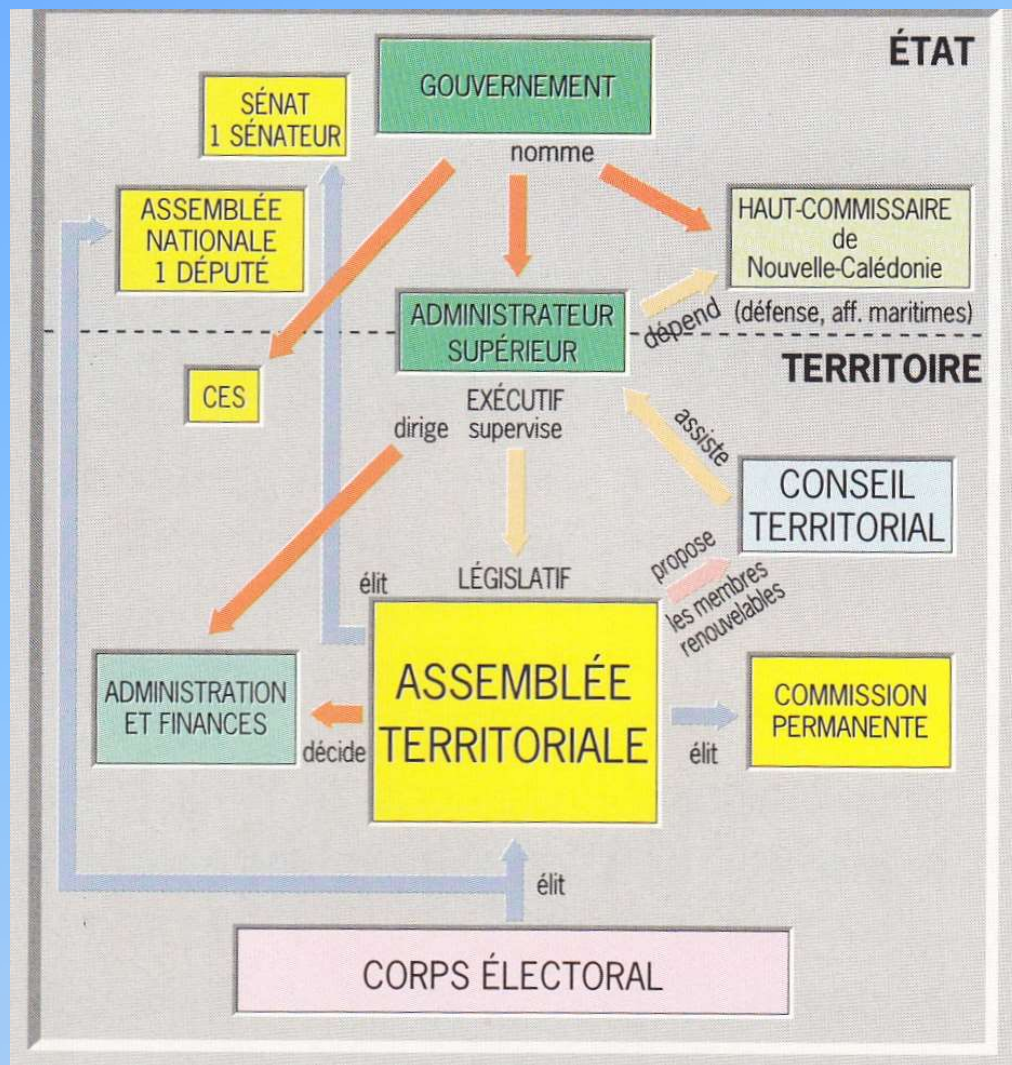 ÉTAT
GOUVERNEMENT
SÉNAT
1 SÉNATEUR
nomme
ASSEMBLÉE
NATIONALE
1 DÉPUTÉ
HAUT-COMMISSAIRE
de
Nouvelle-Calédonie
(défense, aff. maritimes)
ADMINISTRATEUR
SUPÉRIEUR
dépend
TERRITOIRE
CES
EXÉCUTIF
dirige
supervise
assiste
CONSEIL
TERRITORIAL
élit
LÉGISLATIF
propose
les membres
renouvelables
ASSEMBLÉE
TERRITORIALE
ADMINISTRATION
ET FINANCES
décide
COMMISSION
PERMANENTE
élit
élit
CORPS ÉLECTORAL